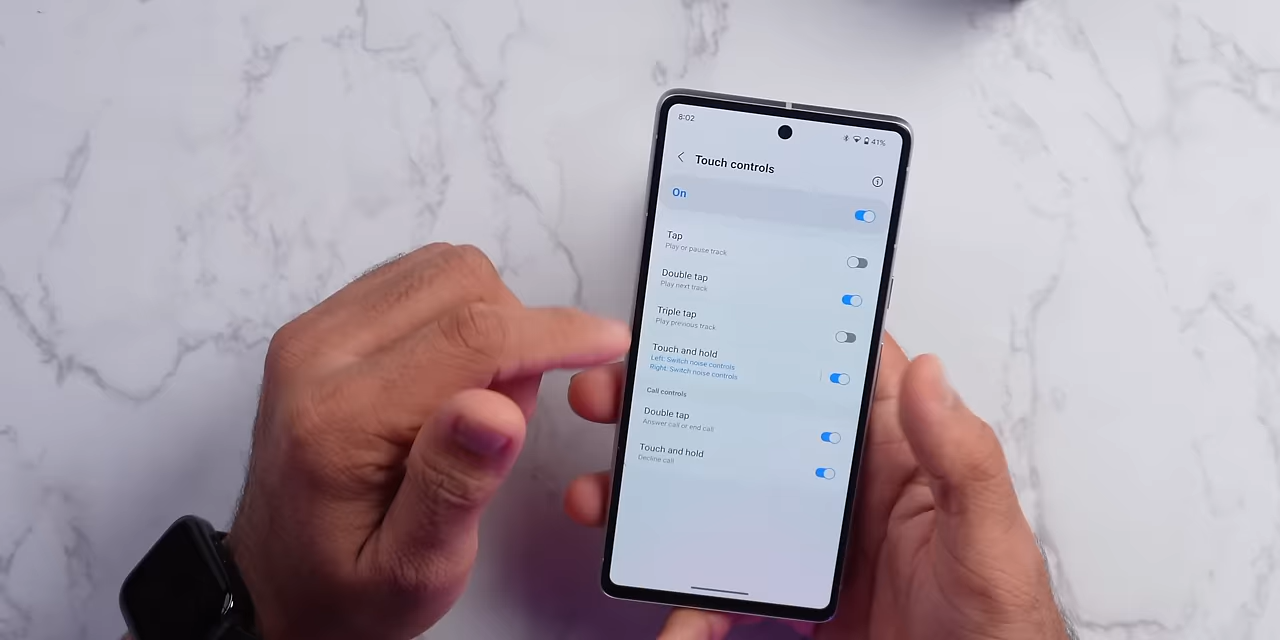 8:02
41%
Touch controls
On
Tap
Play or pause track
Double tap
Play next track
Triple tap
Play previous track
Touch and hold
Left: Switch noise controls
Right: Switch noise controls
Call controls
Double tap
Answer call or end call
Touch and hold
Decline call